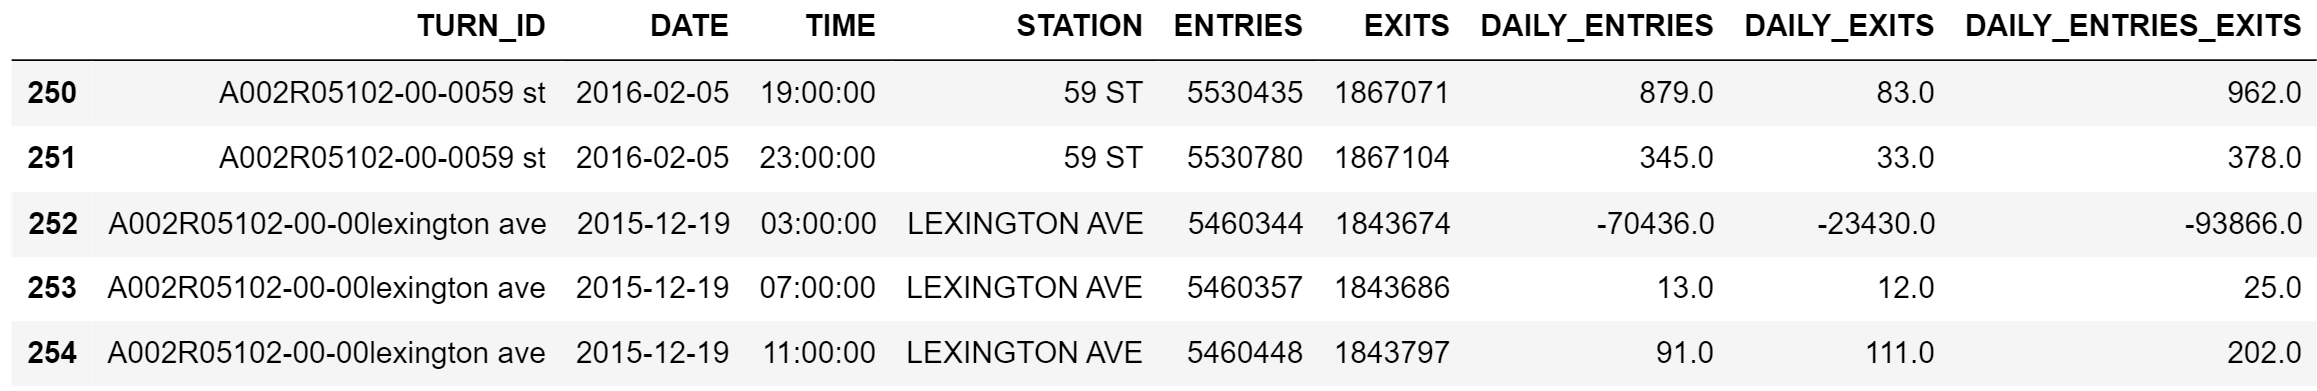 TURN_ID DATE TIME STATION ENTRIES EXITS DAILY_ENTRIES DAILY_EXITS DAILY_ENTRIES_EXITS
250 A002R05102-00-0059 st 2016-02-05 19:00:00 59 ST 5530435 1867071 879.0 83.0 962.0
251 A002R05102-00-0059 st 2016-02-05 23:00:00 59 ST 5530780 1867104 345.0 33.0 378.0
252 A002R05102-00-00lexington ave 2015-12-19 03:00:00 LEXINGTON AVE 5460344 1843674 -70436.0 -23430.0 -93866.0
253 A002R05102-00-00lexington ave 2015-12-19 07:00:00 LEXINGTON AVE 5460357 1843686 13.0 12.0 25.0
254 A002R05102-00-00lexington ave 2015-12-19 11:00:00 LEXINGTON AVE 5460448 1843797 91.0 111.0 202.0